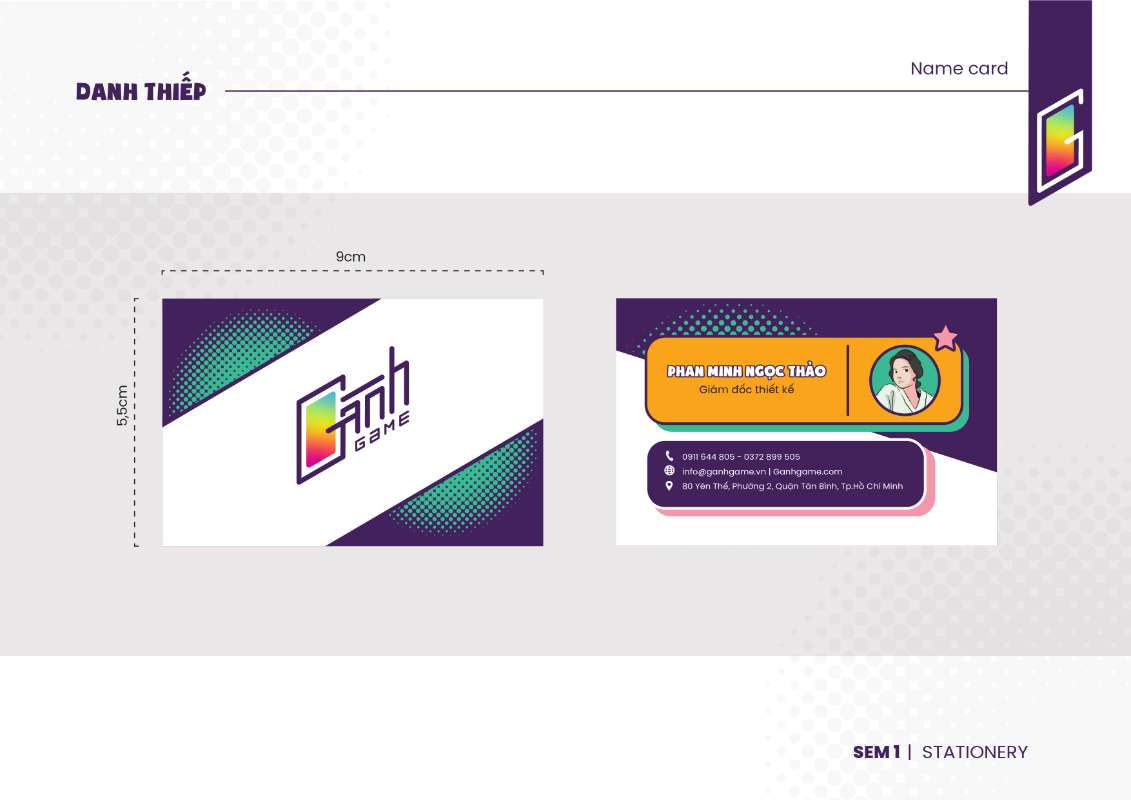 DANH THIẾP
Name card
9cm
5,5cm
Gánh
GAME
PHAN MINH NGỌC THẢO
Giám đốc thiết kế
0911 644 805 - 0372 899 505
info@ganhgame.vn | Ganhgame.com
80 Yên Thế, Phường 2, Quận Tân Bình, Tp.Hồ Chí Minh
SEM 1 | STATIONERY